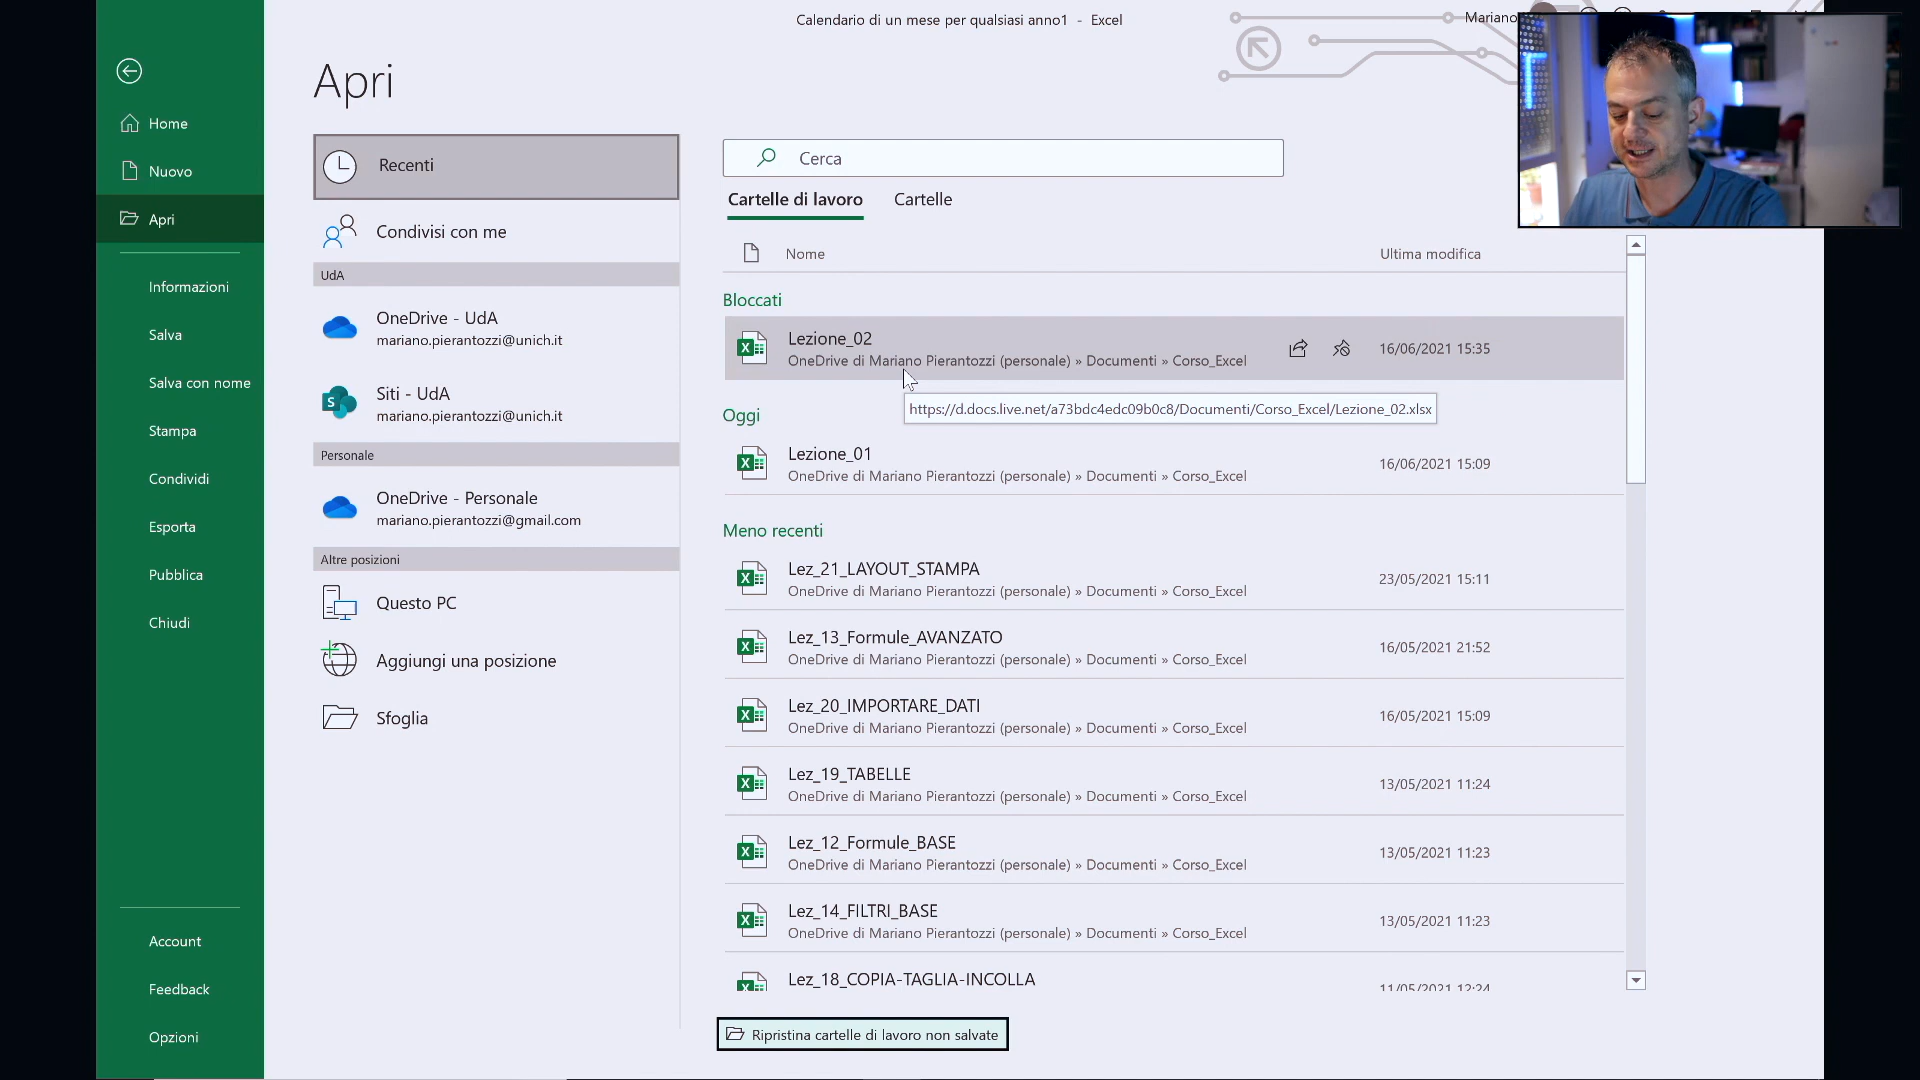 Calendario di un mese per qualsiasi anno1 - Excel
Mariano
Home
Nuovo
Apri
Informazioni
Salva
Salva con nome
Stampa
Condividi
Esporta
Pubblica
Chiudi
Account
Feedback
Opzioni
Apri
Recenti
Condivisi con me
UdA
OneDrive - UdA
mariano.pierantozzi@unich.it
Siti - UdA
mariano.pierantozzi@unich.it
Personale
OneDrive - Personale
mariano.pierantozzi@gmail.com
Altre posizioni
Questo PC
Aggiungi una posizione
Sfoglia
Cerca
Cartelle di lavoro Cartelle
Nome Ultima modifica
Bloccati
Lezione_02
OneDrive di Mariano Pierantozzi (personale) » Documenti » Corso_Excel
16/06/2021 15:35
https://d.docs.live.net/a73bdc4edc09b0c8/Documenti/Corso_Excel/Lezione_02.xlsx
Oggi
Lezione_01
OneDrive di Mariano Pierantozzi (personale) » Documenti » Corso_Excel
16/06/2021 15:09
Meno recenti
Lez_21_LAYOUT_STAMPA
OneDrive di Mariano Pierantozzi (personale) » Documenti » Corso_Excel
23/05/2021 15:11
Lez_13_Formule_AVANZATO
OneDrive di Mariano Pierantozzi (personale) » Documenti » Corso_Excel
16/05/2021 21:52
Lez_20_IMPORTARE_DATI
OneDrive di Mariano Pierantozzi (personale) » Documenti » Corso_Excel
16/05/2021 15:09
Lez_19_TABELLE
OneDrive di Mariano Pierantozzi (personale) » Documenti » Corso_Excel
13/05/2021 11:24
Lez_12_Formule_BASE
OneDrive di Mariano Pierantozzi (personale) » Documenti » Corso_Excel
13/05/2021 11:23
Lez_14_FILTRI_BASE
OneDrive di Mariano Pierantozzi (personale) » Documenti » Corso_Excel
13/05/2021 11:23
Lez_18_COPIA-TAGLIA-INCOLLA
11/05/2021 12:24
Ripristina cartelle di lavoro non salvate